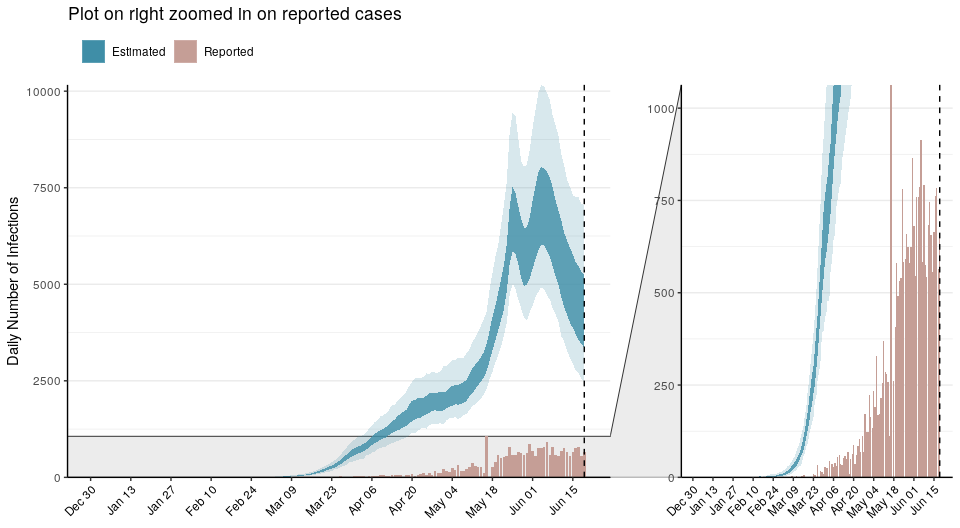 Plot on right zoomed in on reported cases
Estimated Reported
Daily Number of Infections
10000
7500
5000
2500
0
Dec 30 Jan 13 Jan 27 Feb 10 Feb 24 Mar 09 Mar 23 Apr 06 Apr 20 May 04 May 18 Jun 01 Jun 15
1000
750
500
250
0
Dec 30 Jan 13 Jan 27 Feb 10 Feb 24 Mar 09 Mar 23 Apr 06 Apr 20 May 04 May 18 Jun 01 Jun 15